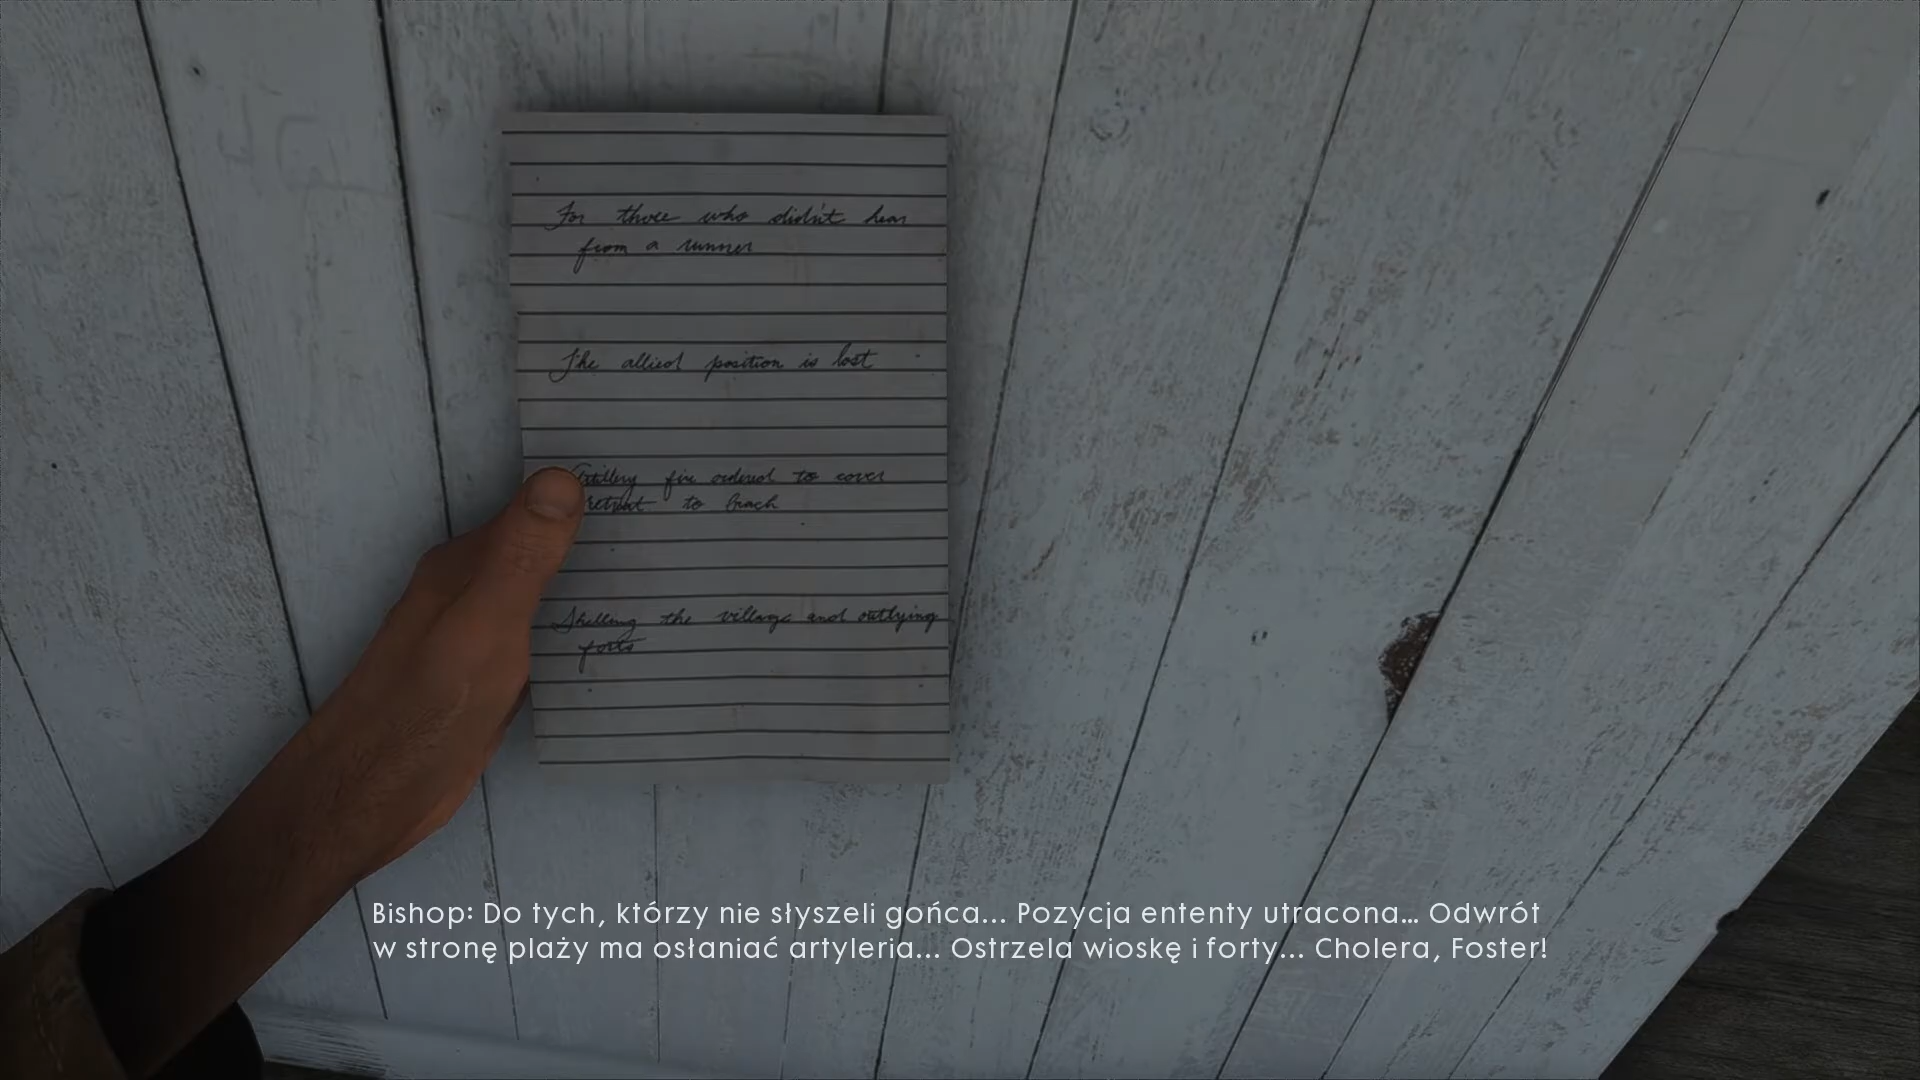 For those who didn't hear
from a runner
The allied position is lost
Artillery fire ordered to cover
retreat to beach
Shelling the village and outlying
forts
Bishop: Do tych, którzy nie słyszeli gońca... Pozycja ententy utracona... Odwrót
w stronę plaży ma osłaniać artyleria... Ostrzela wioskę i forty... Cholera, Foster!